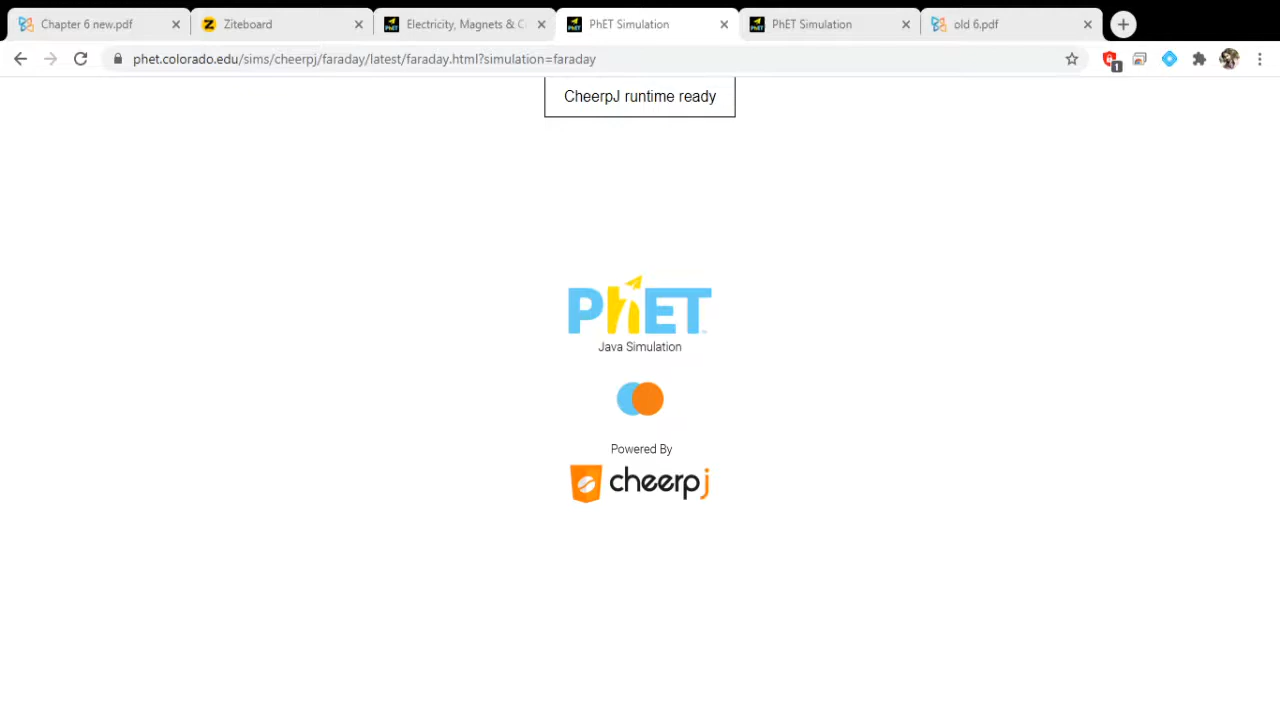 Chapter 6 new.pdf
Ziteboard
Electricity, Magnets & C
PhET Simulation
PhET Simulation
old 6.pdf
phet.colorado.edu/sims/cheerpj/faraday/latest/faraday.html?simulation=faraday
1
CheerpJ runtime ready
PhET
Java Simulation
Powered By
cheerpj